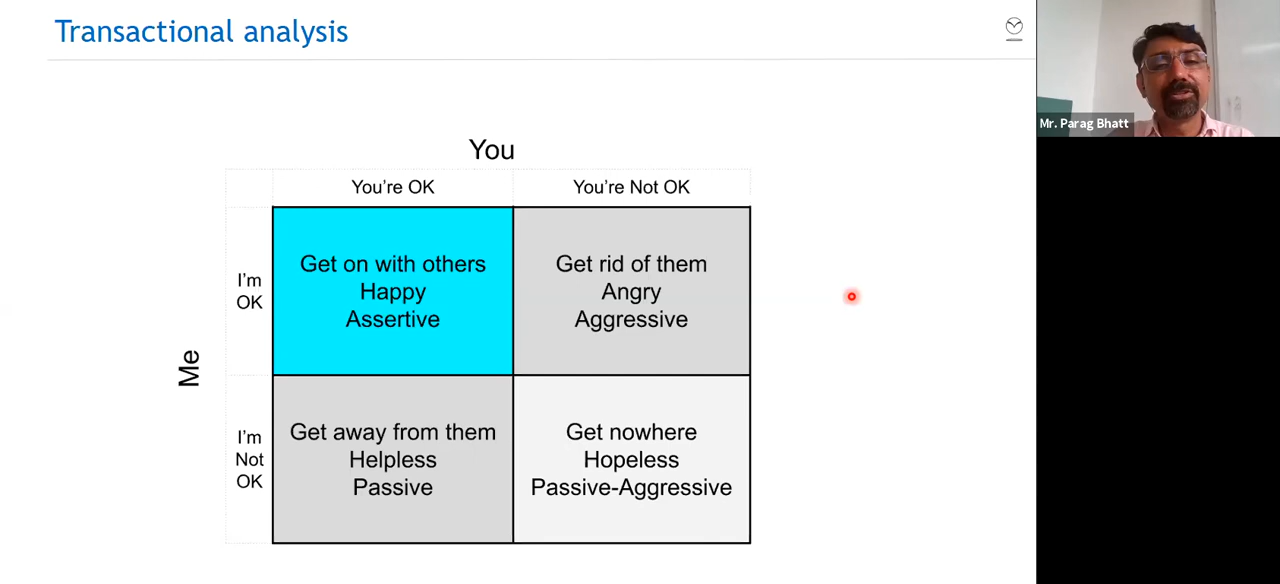 Transactional analysis
Mr. Parag Bhatt
You
You're OK
You're Not OK
Me
I'm
OK
Get on with others
Happy
Assertive
Get rid of them
Angry
Aggressive
I'm
Not
OK
Get away from them
Helpless
Passive
Get nowhere
Hopeless
Passive-Aggressive